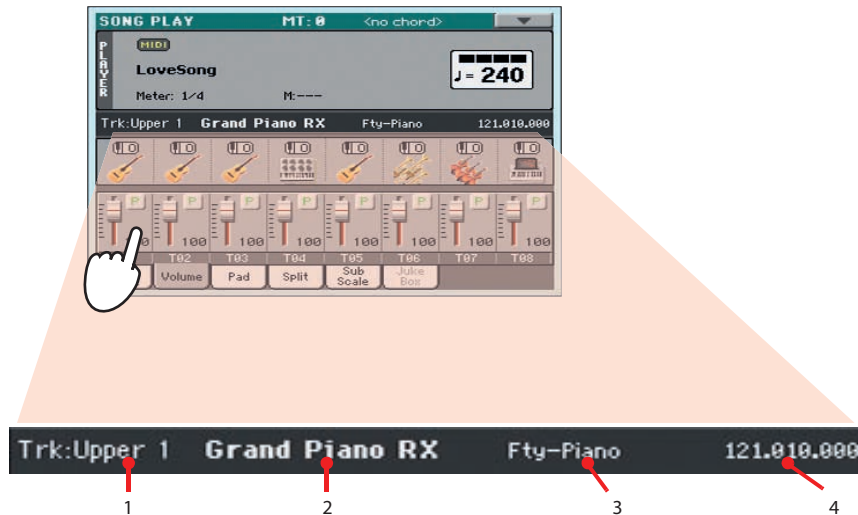 SONG PLAY MT: 0 <no chord>
PLAYER
MIDI
LoveSong
♩= 240
Meter: 1/4 M:---
Trk:Upper 1 Grand Piano RX Fty-Piano 121.010.000
P P P P P P P P
100 100 100 100 100 100 100
T02 T03 T04 T05 T06 T07 T08
Volume Pad Split Sub Scale Juke Box
Trk:Upper 1 Grand Piano RX Fty-Piano 121.010.000
1 2 3 4